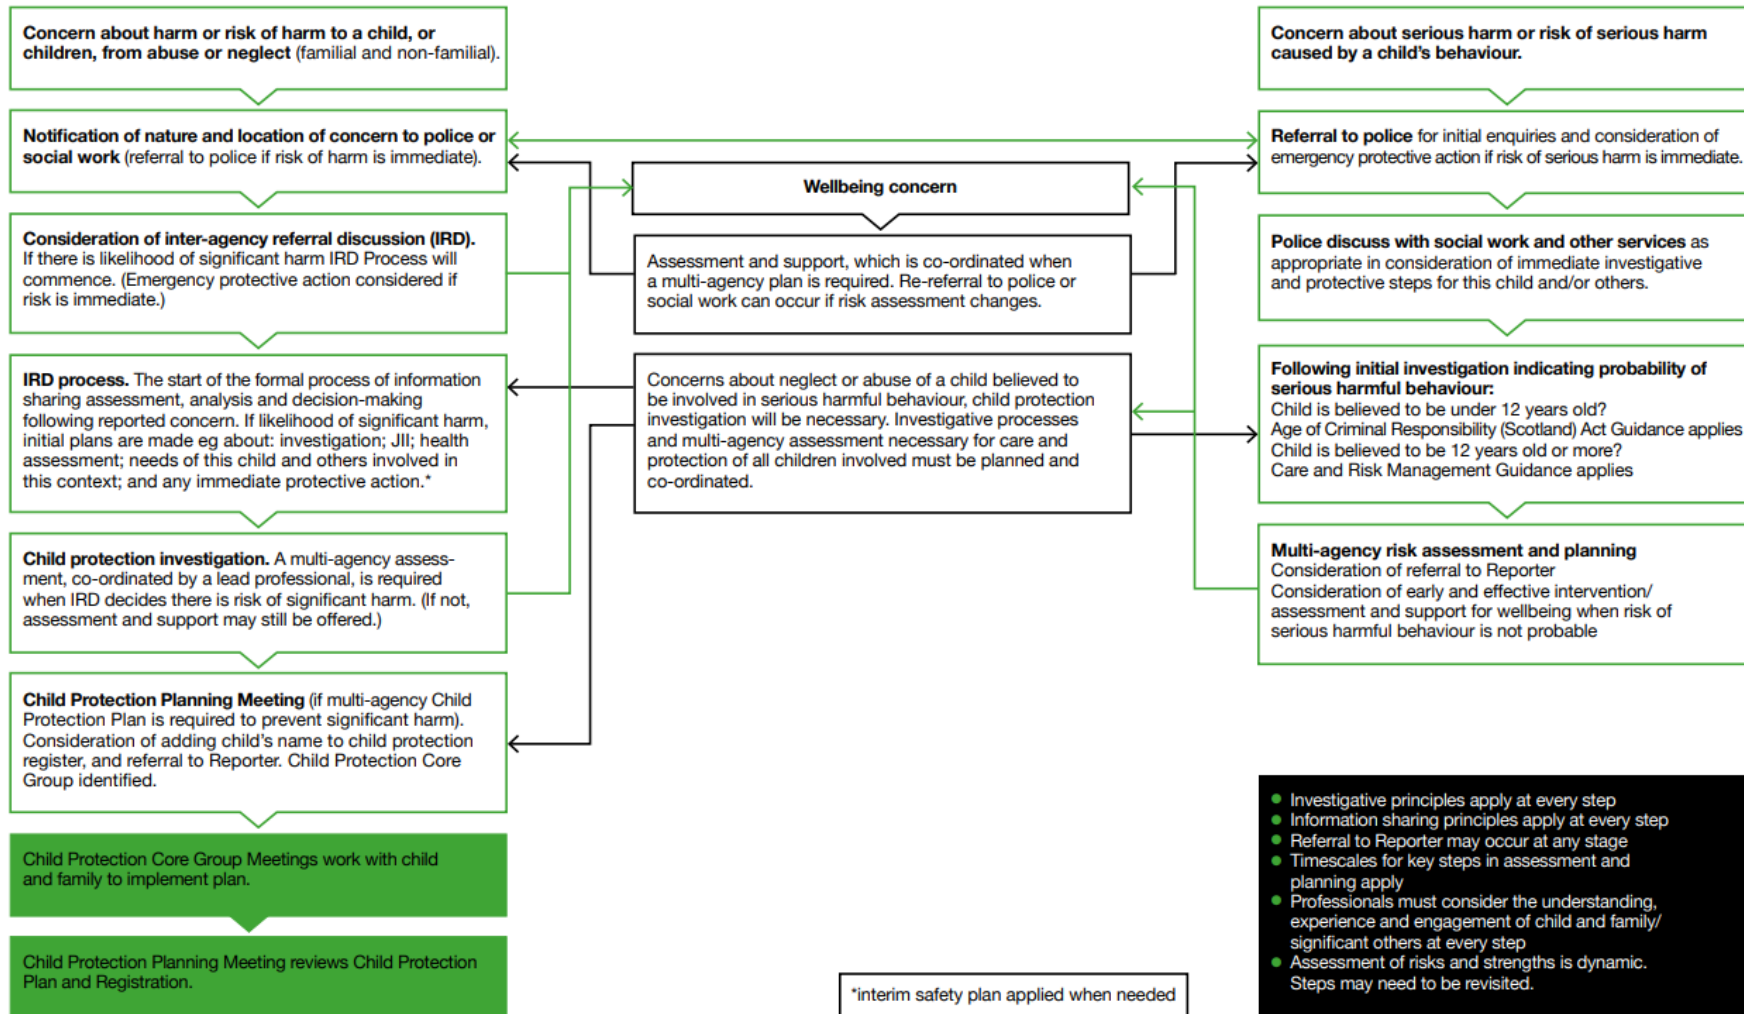 Concern about harm or risk of harm to a child, or
children, from abuse or neglect (familial and non-familial).
Notification of nature and location of concern to police or
social work (referral to police if risk of harm is immediate).
Consideration of inter-agency referral discussion (IRD).
If there is likelihood of significant harm IRD Process will
commence. (Emergency protective action considered if
risk is immediate.)
IRD process. The start of the formal process of information
sharing assessment, analysis and decision-making
following reported concern. If likelihood of significant harm,
initial plans are made eg about: investigation; JII; health
assessment; needs of this child and others involved in
this context; and any immediate protective action.*
Child protection investigation. A multi-agency assess-
ment, co-ordinated by a lead professional, is required
when IRD decides there is risk of significant harm. (If not,
assessment and support may still be offered.)
Child Protection Planning Meeting (if multi-agency Child
Protection Plan is required to prevent significant harm).
Consideration of adding child's name to child protection
register, and referral to Reporter. Child Protection Core
Group identified.
Child Protection Core Group Meetings work with child
and family to implement plan.
Child Protection Planning Meeting reviews Child Protection
Plan and Registration.
Wellbeing concern
Assessment and support, which is co-ordinated when
a multi-agency plan is required. Re-referral to police or
social work can occur if risk assessment changes.
Concerns about neglect or abuse of a child believed to
be involved in serious harmful behaviour, child protection
investigation will be necessary. Investigative processes
and multi-agency assessment necessary for care and
protection of all children involved must be planned and
co-ordinated.
*interim safety plan applied when needed
Concern about serious harm or risk of serious harm
caused by a child's behaviour.
Referral to police for initial enquiries and consideration of
emergency protective action if risk of serious harm is immediate.
Police discuss with social work and other services as
appropriate in consideration of immediate investigative
and protective steps for this child and/or others.
Following initial investigation indicating probability of
serious harmful behaviour:
Child is believed to be under 12 years old?
Age of Criminal Responsibility (Scotland) Act Guidance applies
Child is believed to be 12 years old or more?
Care and Risk Management Guidance applies
Multi-agency risk assessment and planning
Consideration of referral to Reporter
Consideration of early and effective intervention/
assessment and support for wellbeing when risk of
serious harmful behaviour is not probable
● Investigative principles apply at every step
● Information sharing principles apply at every step
● Referral to Reporter may occur at any stage
● Timescales for key steps in assessment and
planning apply
● Professionals must consider the understanding,
experience and engagement of child and family/
significant others at every step
● Assessment of risks and strengths is dynamic.
Steps may need to be revisited.